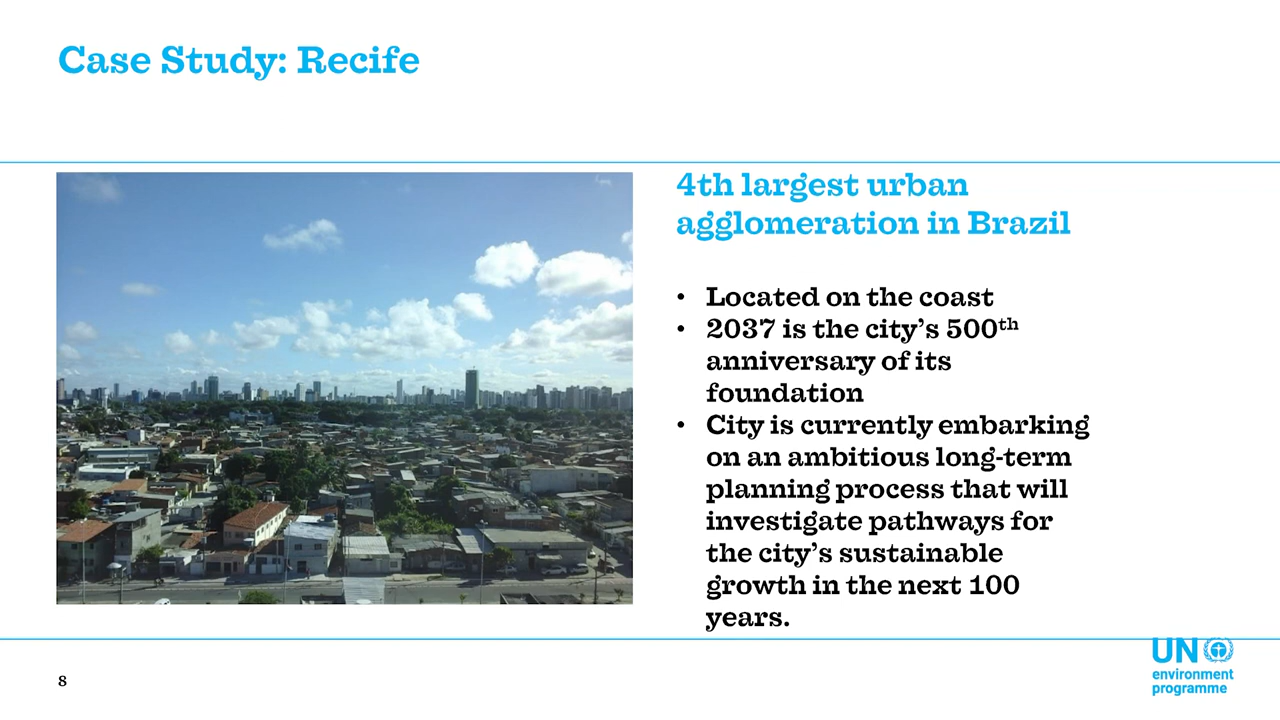 Case Study: Recife
4th largest urban
agglomeration in Brazil
• Located on the coast
• 2037 is the city’s 500th
anniversary of its
foundation
• City is currently embarking
on an ambitious long-term
planning process that will
investigate pathways for
the city’s sustainable
growth in the next 100
years.
8
UN
environment
programme